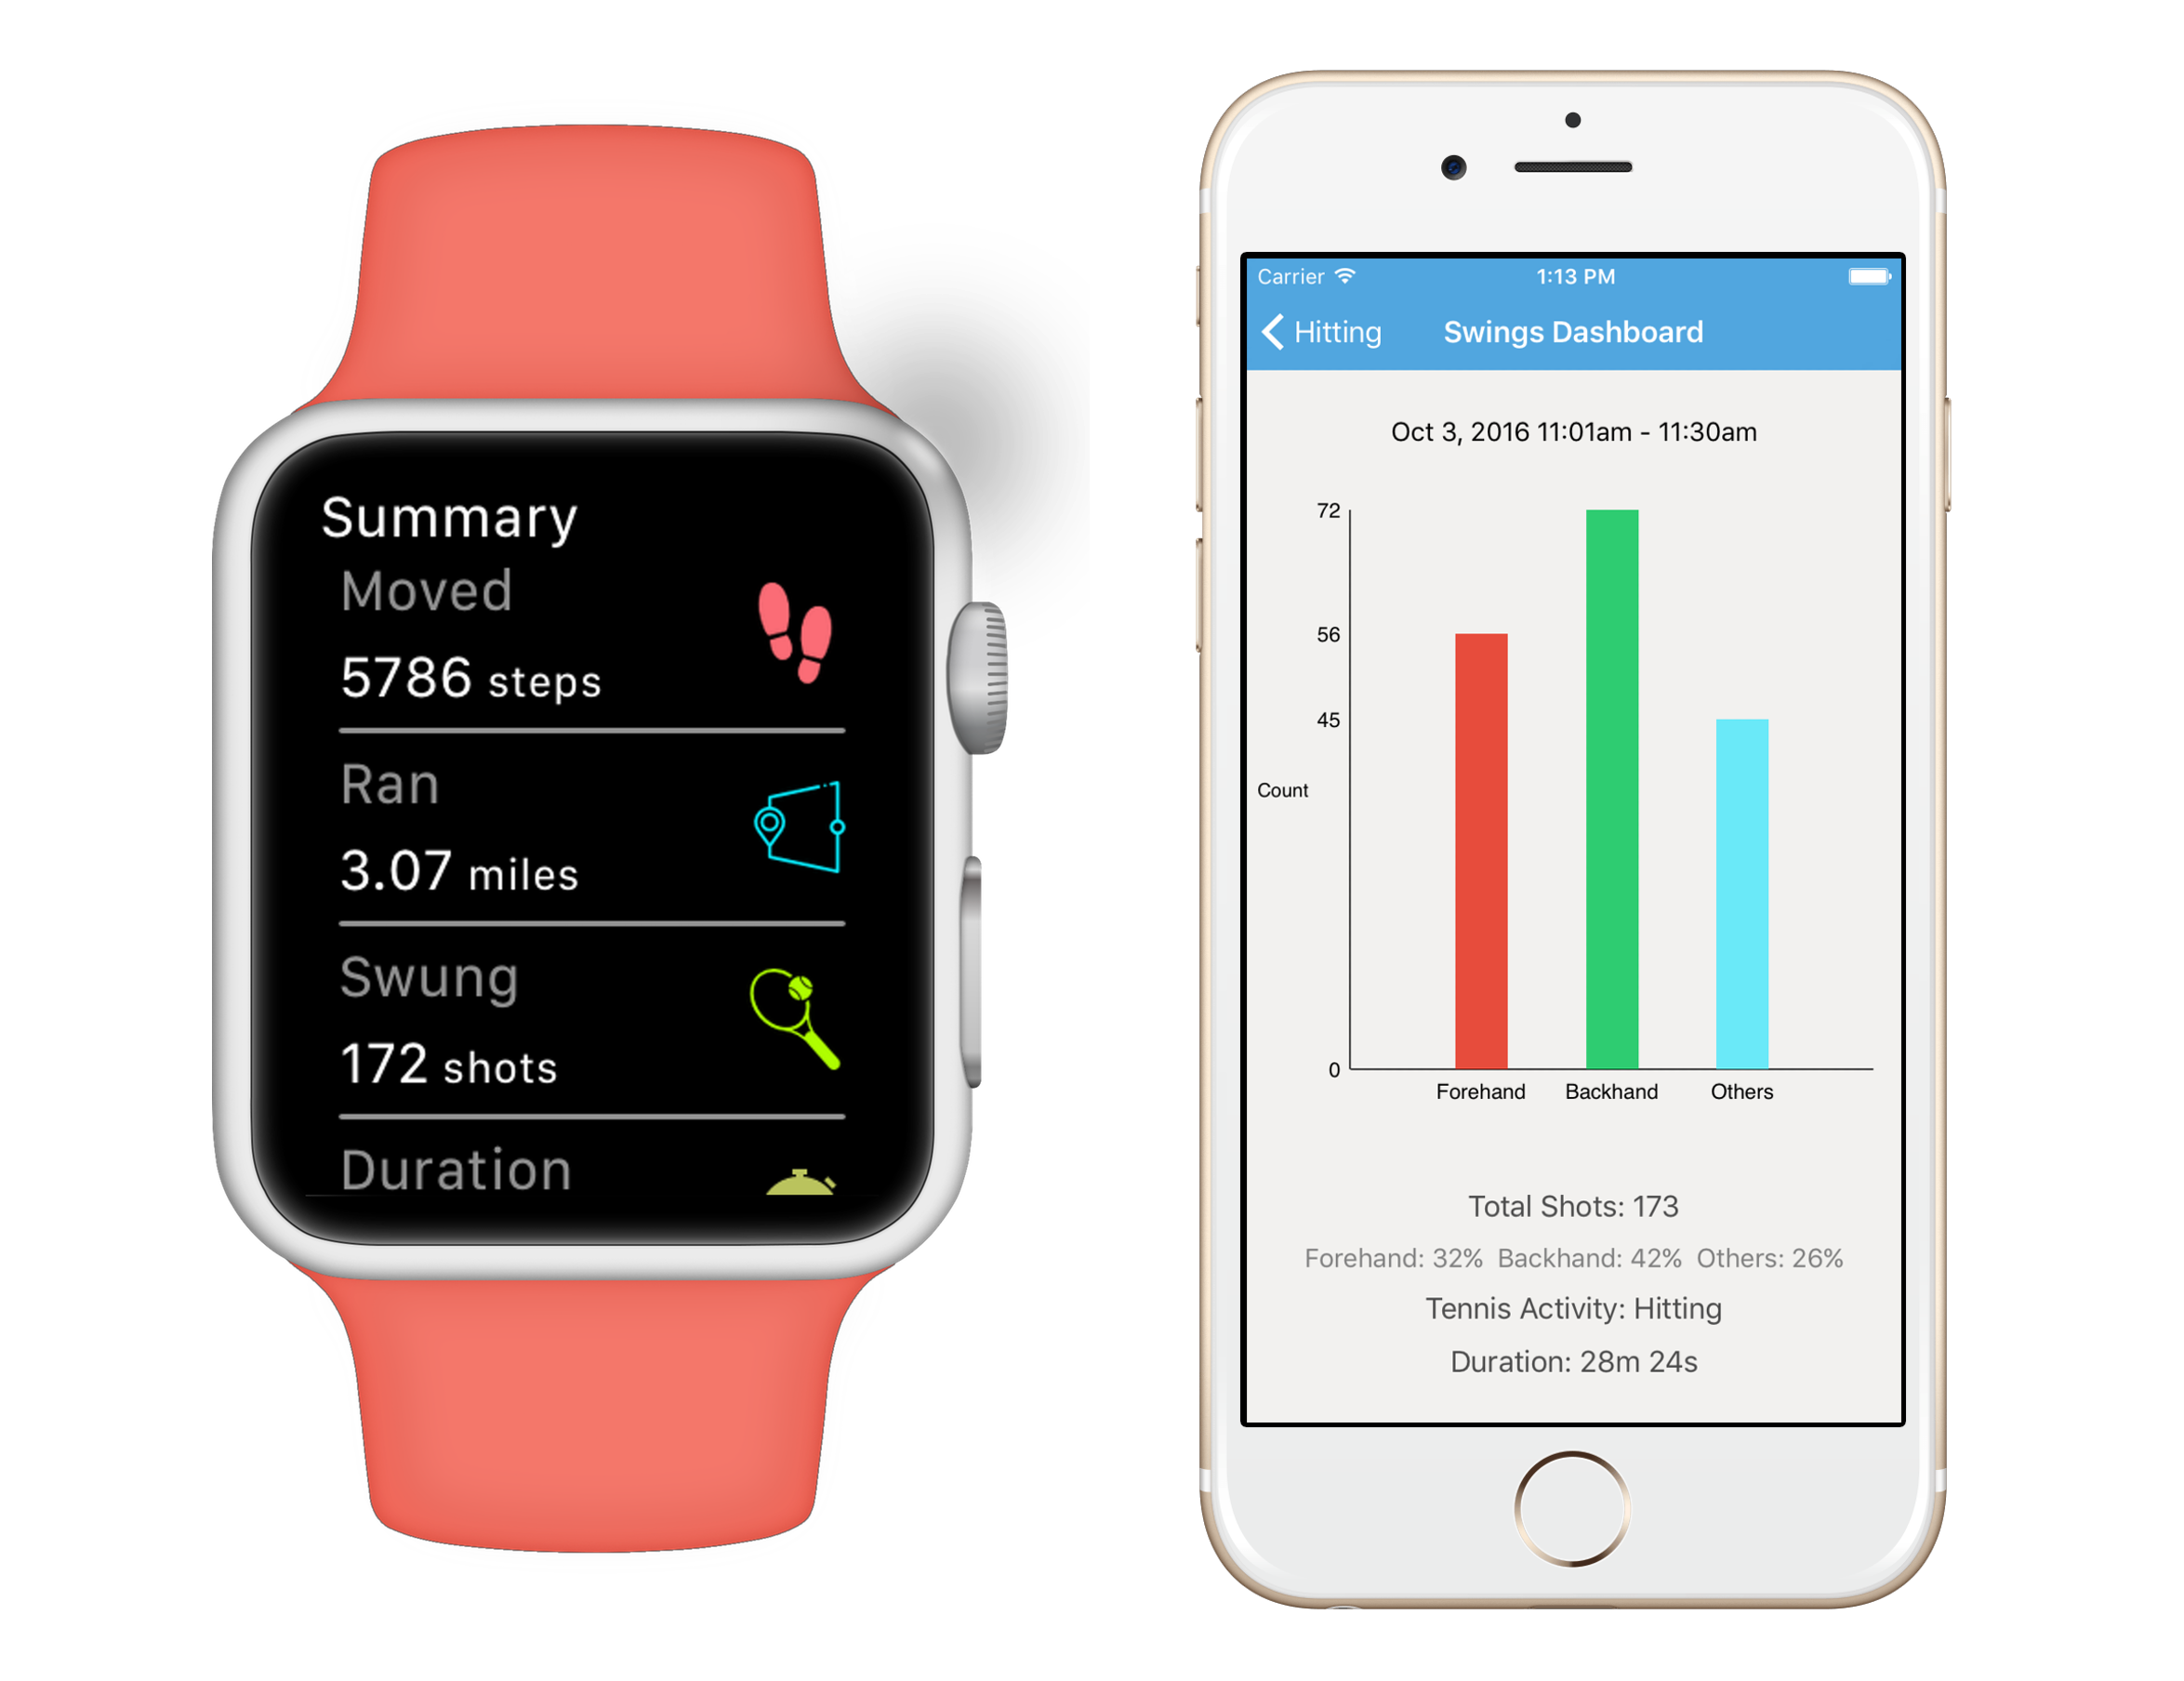 Summary
Moved
5786 steps
Ran
3.07 miles
Swung
172 shots
Duration
Carrier 1:13 PM
Hitting Swings Dashboard
Oct 3, 2016 11:01am - 11:30am
72
56
45
Count
0
Forehand Backhand Others
Total Shots: 173
Forehand: 32% Backhand: 42% Others: 26%
Tennis Activity: Hitting
Duration: 28m 24s